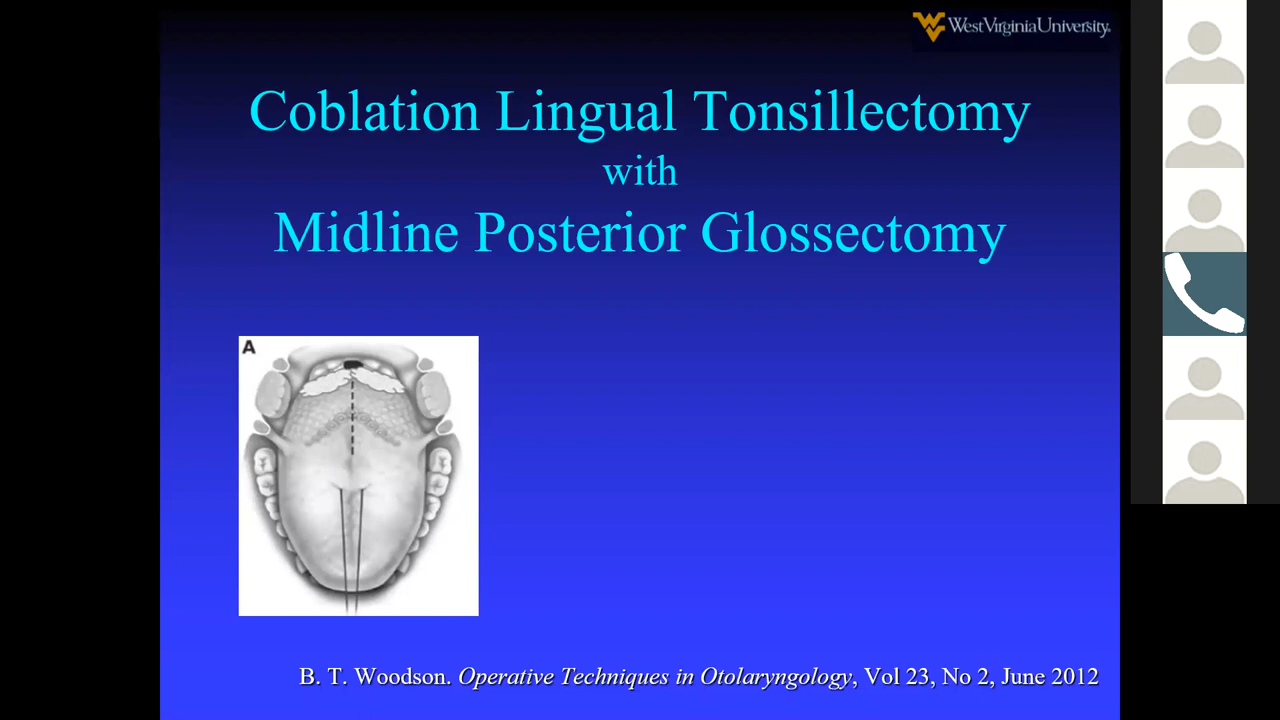 West Virginia University.
Coblation Lingual Tonsillectomy
with
Midline Posterior Glossectomy
A
B. T. Woodson. Operative Techniques in Otolaryngology, Vol 23, No 2, June 2012